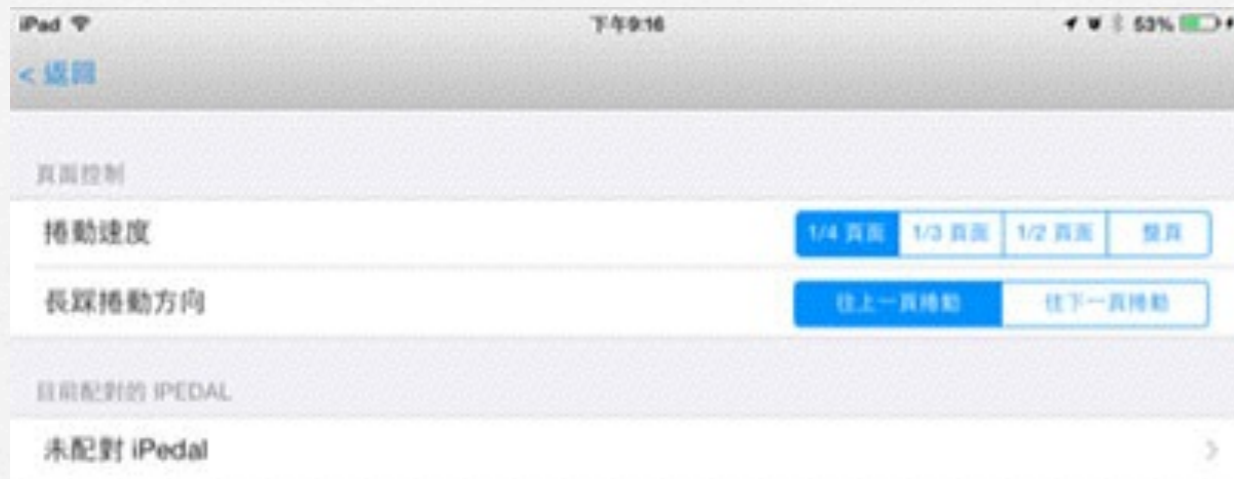 iPad 下午9:16 53%
< 返回
頁面控制
捲動速度 1/4 頁面 1/3 頁面 1/2 頁面 整頁
長踩捲動方向 往上一頁捲動 往下一頁捲動
目前配對的 IPEDAL
未配對 iPedal